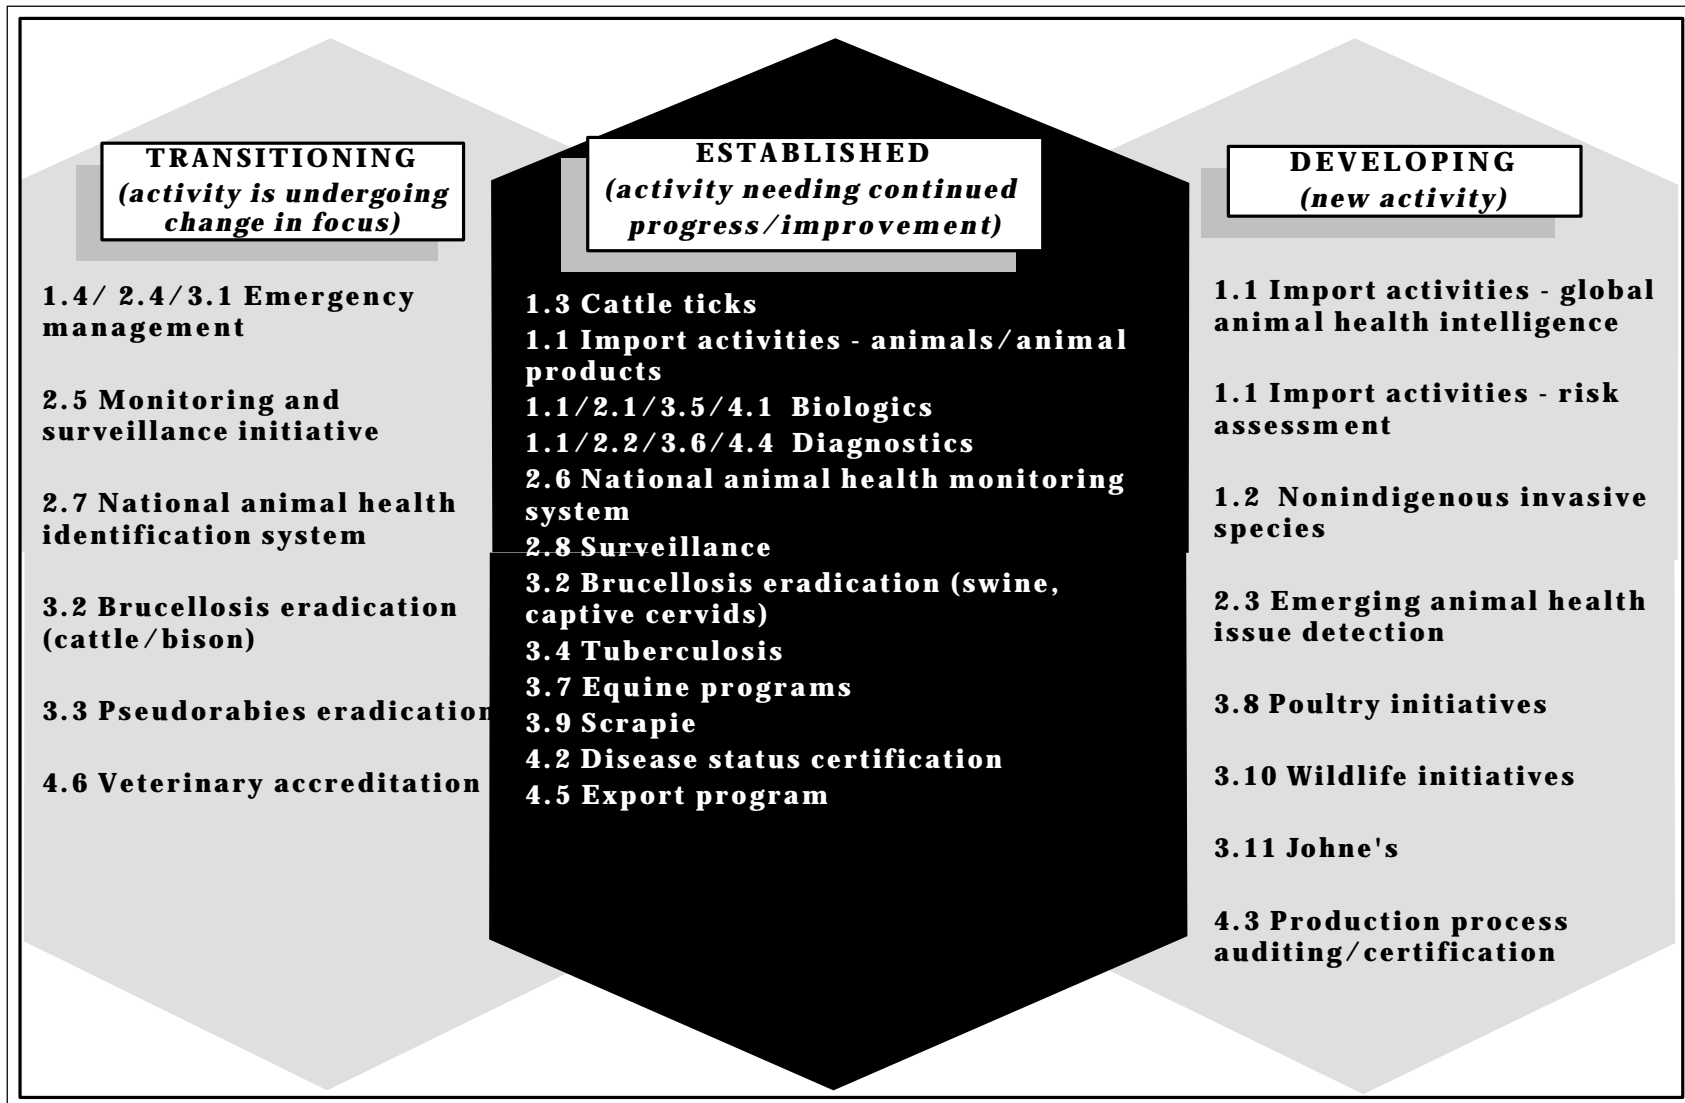 TRANSITIONING
(activity is undergoing
change in focus)
1.4/ 2.4/3.1 Emergency
management
2.5 Monitoring and
surveillance initiative
2.7 National animal health
identification system
3.2 Brucellosis eradication
(cattle/bison)
3.3 Pseudorabies eradication
4.6 Veterinary accreditation
ESTABLISHED
(activity needing continued
progress/improvement)
1.3 Cattle ticks
1.1 Import activities - animals/animal
products
1.1/2.1/3.5/4.1  Biologics
1.1/2.2/3.6/4.4  Diagnostics
2.6 National animal health monitoring
system
2.8 Surveillance
3.2 Brucellosis eradication (swine,
captive cervids)
3.4 Tuberculosis
3.7 Equine programs
3.9 Scrapie
4.2 Disease status certification
4.5 Export program
DEVELOPING
(new activity)
1.1 Import activities - global
animal health intelligence
1.1 Import activities - risk
assessment
1.2  Nonindigenous invasive
species
2.3 Emerging animal health
issue detection
3.8 Poultry initiatives
3.10 Wildlife initiatives
3.11 Johne's
4.3 Production process
auditing/certification